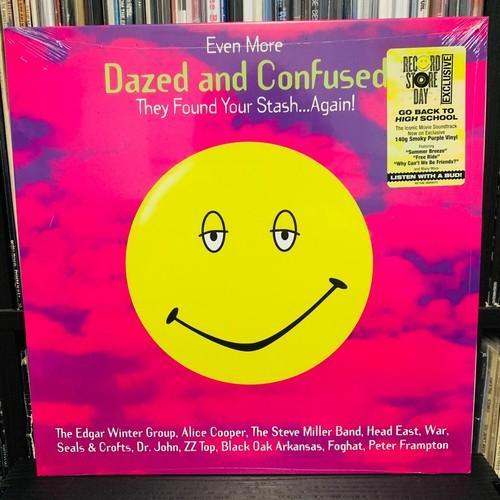 Even More
Dazed and Confused
They Found Your Stash...Again!
RECORD
STORE
DAY
EXCLUSIVE
GO BACK TO
HIGH SCHOOL
The Iconic Movie Soundtrack
Now on Exclusive
140g Smoky Purple Vinyl
Featuring
"Summer Breeze"
"Free Ride"
"Why Can't We Be Friends?"
and Many More
LISTEN WITH A BUD!
The Edgar Winter Group, Alice Cooper, The Steve Miller Band, Head East, War,
Seals & Crofts, Dr. John, ZZ Top, Black Oak Arkansas, Foghat, Peter Frampton